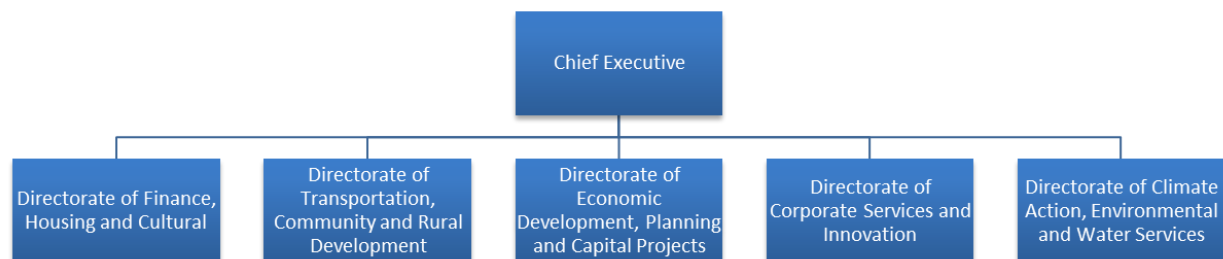 Chief Executive
Directorate of Finance,
Housing and Cultural
Directorate of
Transportation,
Community and Rural
Development
Directorate of
Economic
Development, Planning
and Capital Projects
Directorate of
Corporate Services and
Innovation
Directorate of Climate
Action, Environmental
and Water Services